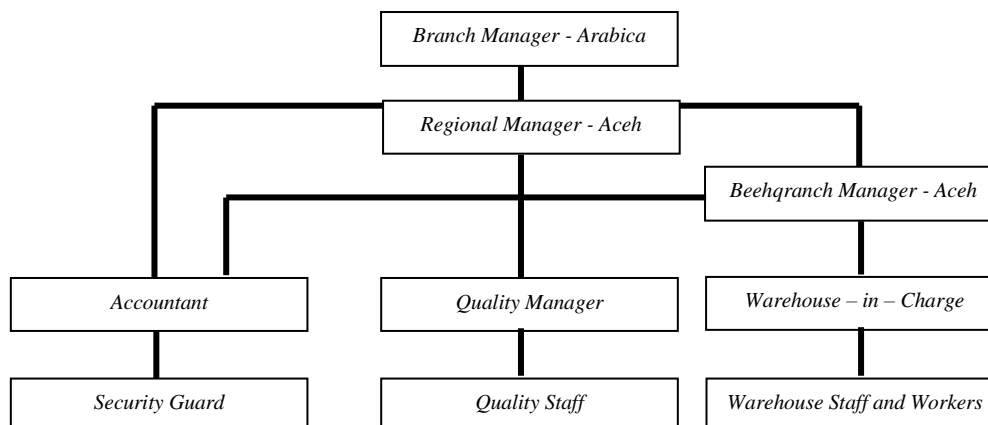 Branch Manager - Arabica
Regional Manager - Aceh
Beehqranch Manager - Aceh
Accountant
Quality Manager
Warehouse – in – Charge
Security Guard
Quality Staff
Warehouse Staff and Workers